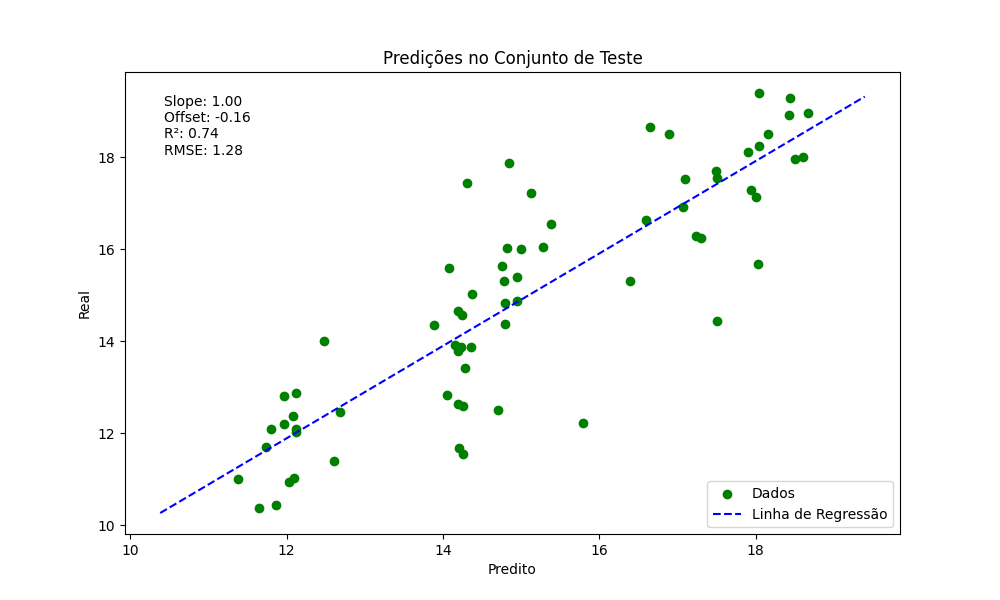 Predições no Conjunto de Teste
Slope: 1.00
Offset: -0.16
R²: 0.74
RMSE: 1.28
18
16
14
12
10
Real
Dados
Linha de Regressão
10 12 14 16 18
Predito